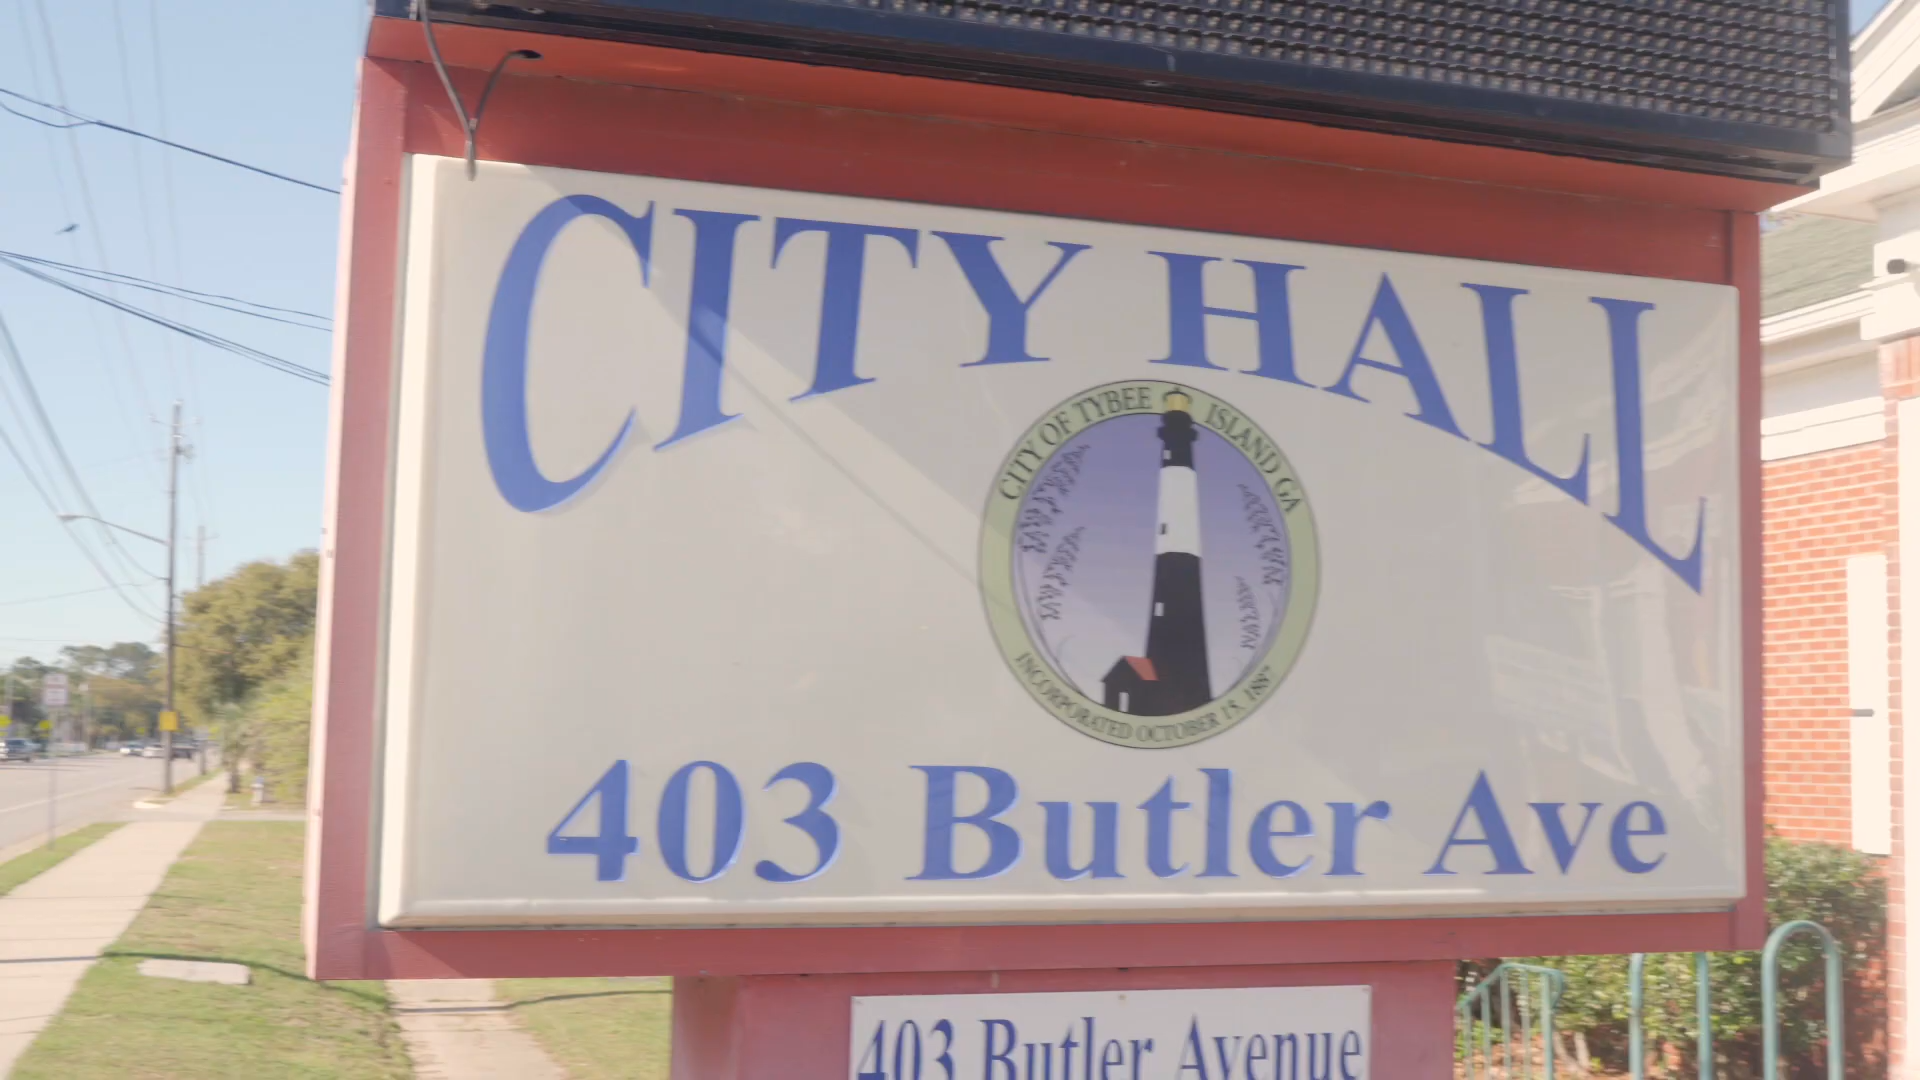 CITY HALL
CITY OF TYBEE ISLAND GA
INCORPORATED OCTOBER 15, 1887
403 Butler Ave
403 Butler Avenue